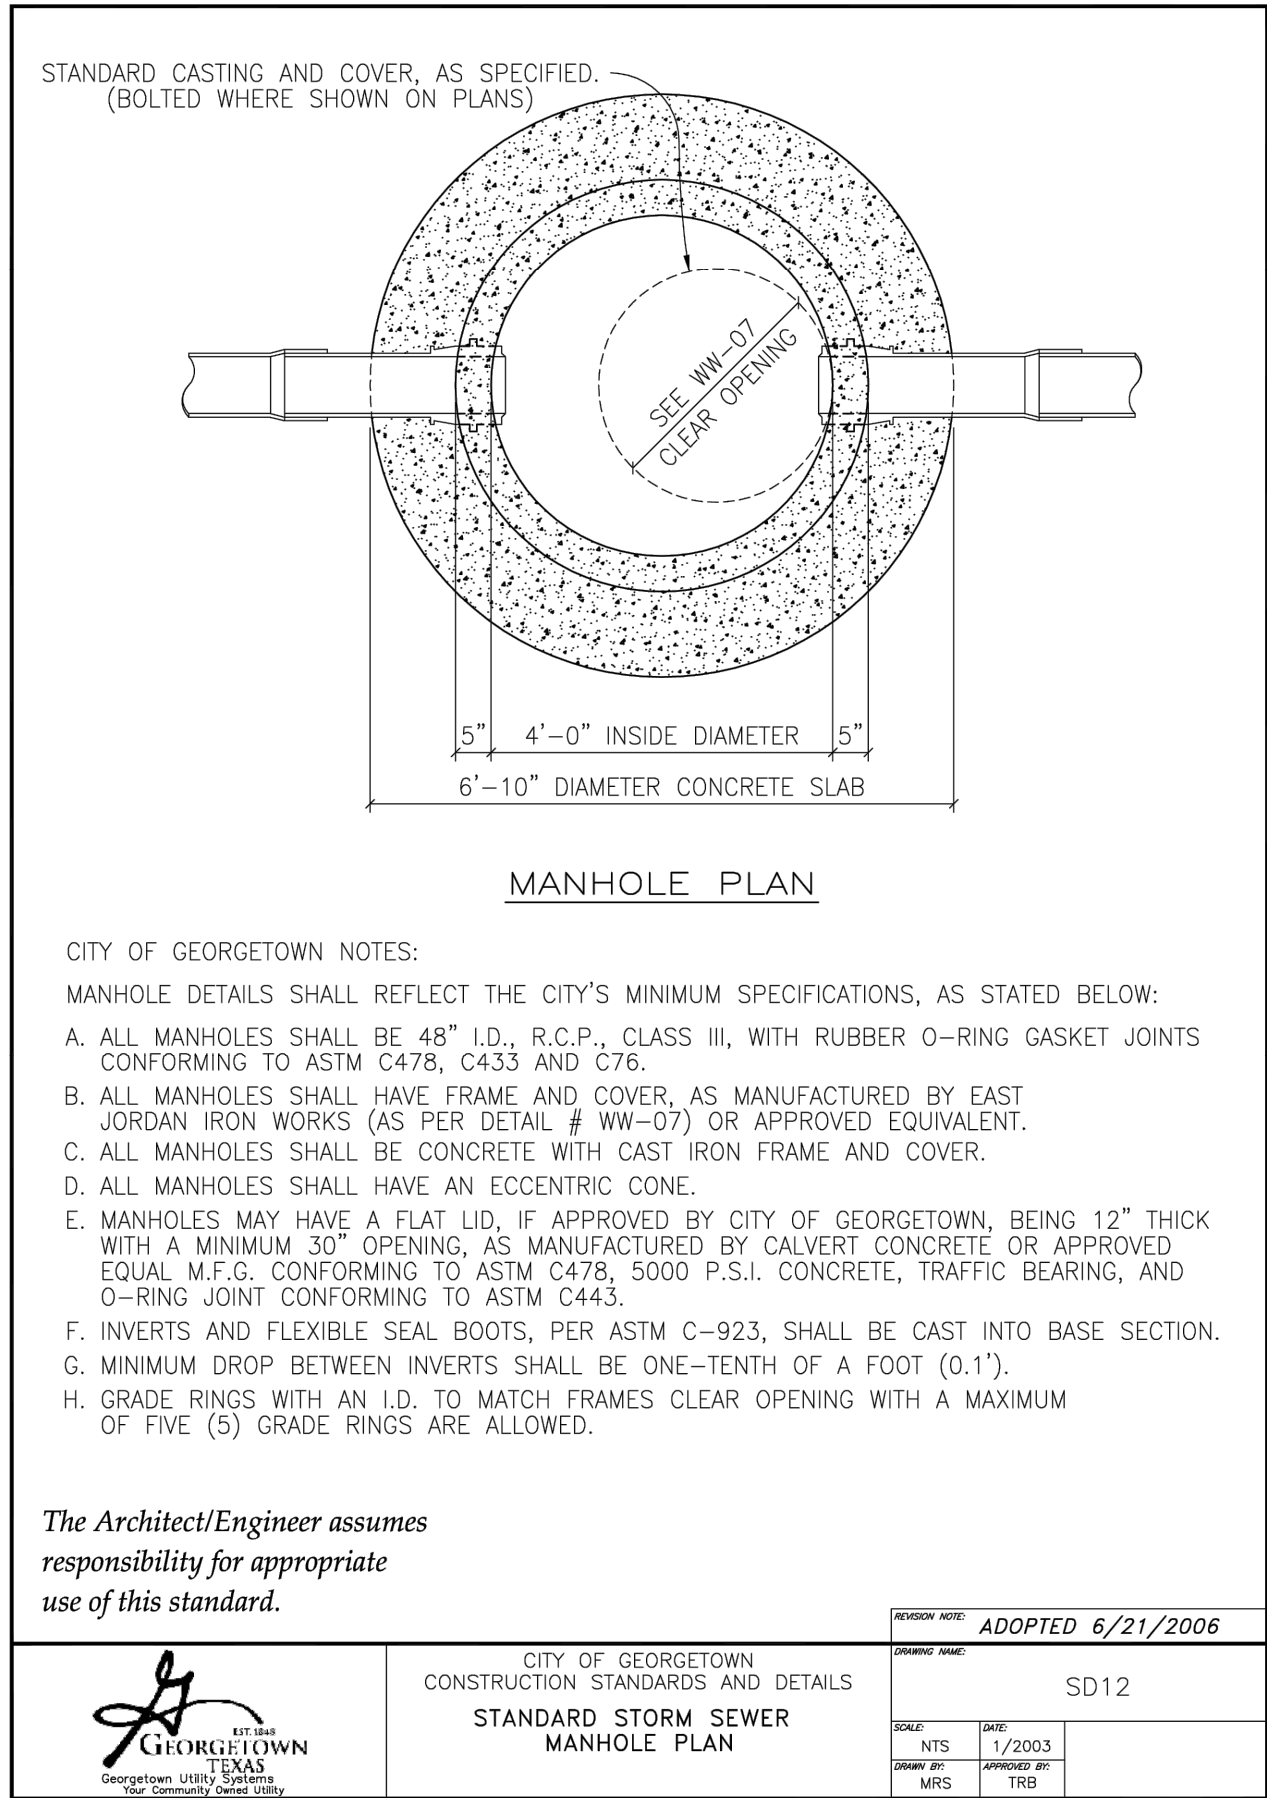 STANDARD CASTING AND COVER, AS SPECIFIED.
(BOLTED WHERE SHOWN ON PLANS)
SEE WW-07
CLEAR OPENING
5" 4'-0" INSIDE DIAMETER 5"
6'-10" DIAMETER CONCRETE SLAB
MANHOLE PLAN
CITY OF GEORGETOWN NOTES:
MANHOLE DETAILS SHALL REFLECT THE CITY'S MINIMUM SPECIFICATIONS, AS STATED BELOW:
A. ALL MANHOLES SHALL BE 48" I.D., R.C.P., CLASS III, WITH RUBBER O-RING GASKET JOINTS
CONFORMING TO ASTM C478, C433 AND C76.
B. ALL MANHOLES SHALL HAVE FRAME AND COVER, AS MANUFACTURED BY EAST
JORDAN IRON WORKS (AS PER DETAIL # WW-07) OR APPROVED EQUIVALENT.
C. ALL MANHOLES SHALL BE CONCRETE WITH CAST IRON FRAME AND COVER.
D. ALL MANHOLES SHALL HAVE AN ECCENTRIC CONE.
E. MANHOLES MAY HAVE A FLAT LID, IF APPROVED BY CITY OF GEORGETOWN, BEING 12" THICK
WITH A MINIMUM 30" OPENING, AS MANUFACTURED BY CALVERT CONCRETE OR APPROVED
EQUAL M.F.G. CONFORMING TO ASTM C478, 5000 P.S.I. CONCRETE, TRAFFIC BEARING, AND
O-RING JOINT CONFORMING TO ASTM C443.
F. INVERTS AND FLEXIBLE SEAL BOOTS, PER ASTM C-923, SHALL BE CAST INTO BASE SECTION.
G. MINIMUM DROP BETWEEN INVERTS SHALL BE ONE-TENTH OF A FOOT (0.1').
H. GRADE RINGS WITH AN I.D. TO MATCH FRAMES CLEAR OPENING WITH A MAXIMUM
OF FIVE (5) GRADE RINGS ARE ALLOWED.
The Architect/Engineer assumes
responsibility for appropriate
use of this standard.
REVISION NOTE: ADOPTED 6/21/2006
G
EST. 1848
GEORGETOWN
TEXAS
Georgetown Utility Systems
Your Community Owned Utility
CITY OF GEORGETOWN
CONSTRUCTION STANDARDS AND DETAILS
STANDARD STORM SEWER
MANHOLE PLAN
DRAWING NAME:
SD12
SCALE: DATE:
NTS 1/2003
DRAWN BY: APPROVED BY:
MRS TRB